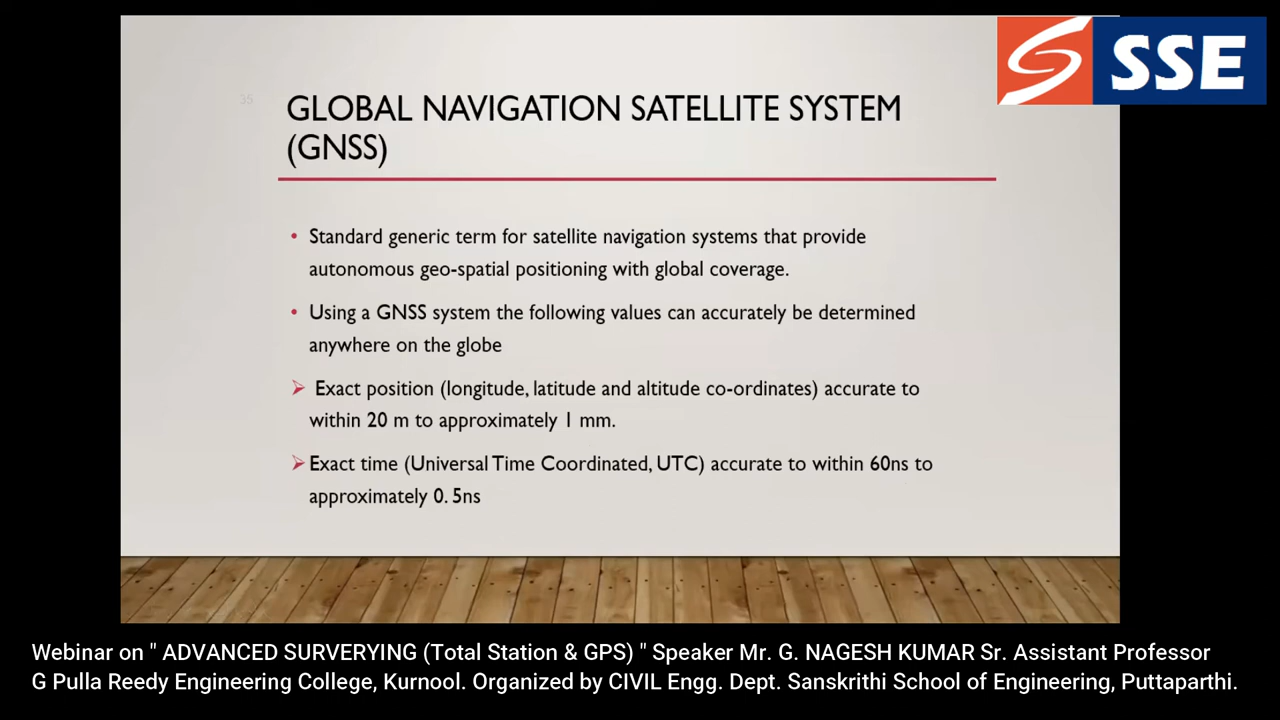 SSE
35
GLOBAL NAVIGATION SATELLITE SYSTEM
(GNSS)
• Standard generic term for satellite navigation systems that provide
autonomous geo-spatial positioning with global coverage.
• Using a GNSS system the following values can accurately be determined
anywhere on the globe
➢ Exact position (longitude, latitude and altitude co-ordinates) accurate to
within 20 m to approximately 1 mm.
➢ Exact time (Universal Time Coordinated, UTC) accurate to within 60ns to
approximately 0. 5ns
Webinar on " ADVANCED SURVERYING (Total Station & GPS) " Speaker Mr. G. NAGESH KUMAR Sr. Assistant Professor
G Pulla Reedy Engineering College, Kurnool. Organized by CIVIL Engg. Dept. Sanskrithi School of Engineering, Puttaparthi.